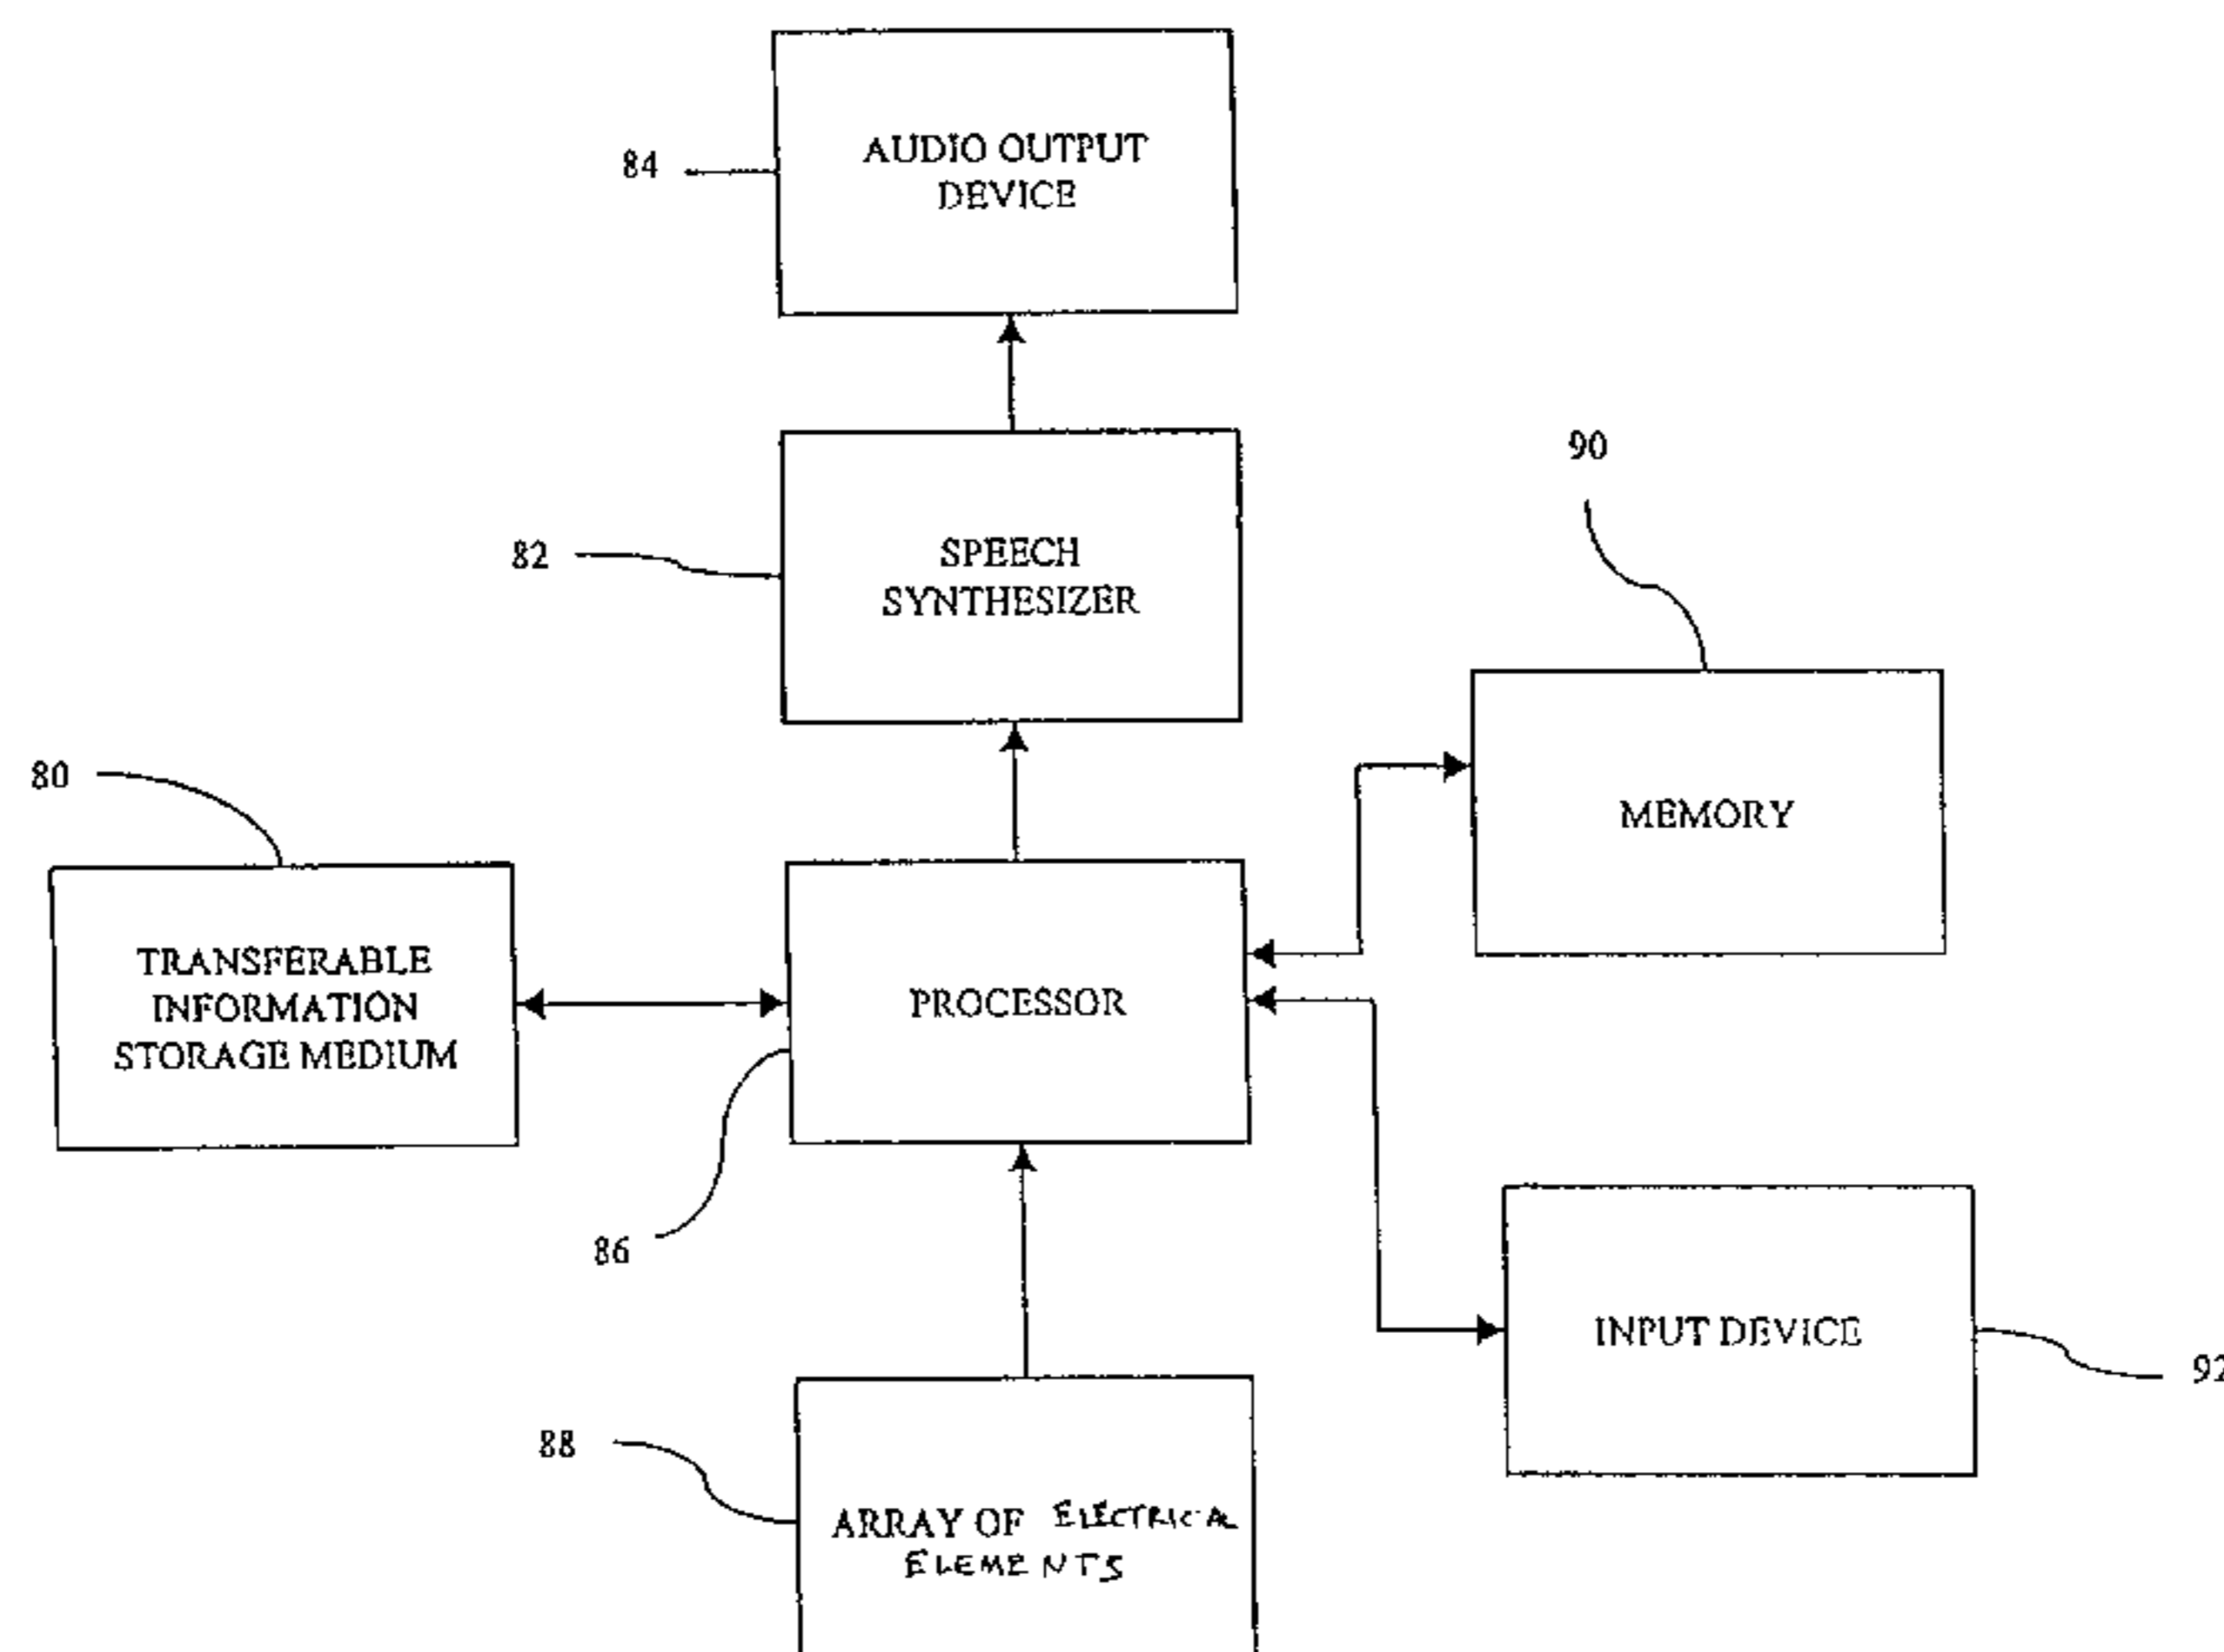 84
AUDIO OUTPUT
DEVICE
82
SPEECH
SYNTHESIZER
90
MEMORY
80
TRANSFERABLE
INFORMATION
STORAGE MEDIUM
PROCESSOR
86
INPUT DEVICE
92
88
ARRAY OF ELECTRICAL
ELEMENTS